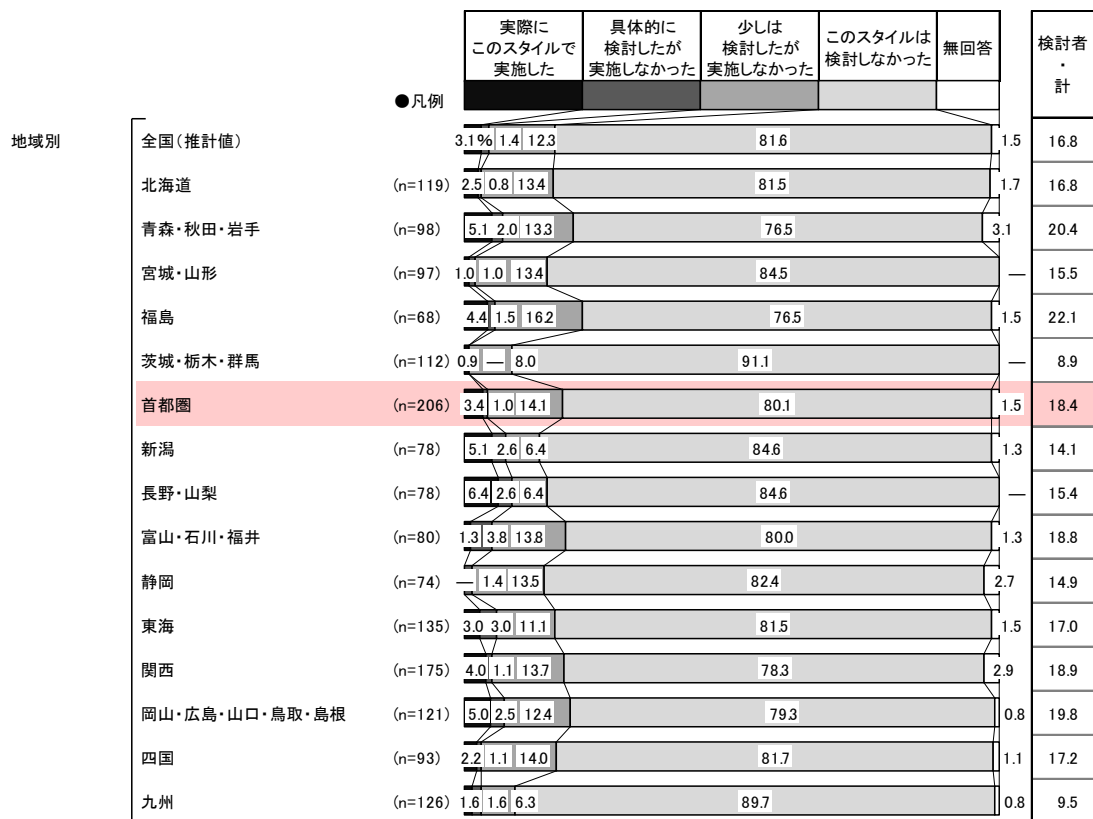 実際に
このスタイルで
実施した
具体的に
検討したが
実施しなかった
少しは
検討したが
実施しなかった
このスタイルは
検討しなかった
無回答
検討者
・
計
●凡例
地域別
全国(推計値) 3.1% 1.4 12.3 81.6 1.5 16.8
北海道 (n=119) 2.5 0.8 13.4 81.5 1.7 16.8
青森・秋田・岩手 (n=98) 5.1 2.0 13.3 76.5 3.1 20.4
宮城・山形 (n=97) 1.0 1.0 13.4 84.5 — 15.5
福島 (n=68) 4.4 1.5 16.2 76.5 1.5 22.1
茨城・栃木・群馬 (n=112) 0.9 — 8.0 91.1 — 8.9
首都圏 (n=206) 3.4 1.0 14.1 80.1 1.5 18.4
新潟 (n=78) 5.1 2.6 6.4 84.6 1.3 14.1
長野・山梨 (n=78) 6.4 2.6 6.4 84.6 — 15.4
富山・石川・福井 (n=80) 1.3 3.8 13.8 80.0 1.3 18.8
静岡 (n=74) — 1.4 13.5 82.4 2.7 14.9
東海 (n=135) 3.0 3.0 11.1 81.5 1.5 17.0
関西 (n=175) 4.0 1.1 13.7 78.3 2.9 18.9
岡山・広島・山口・鳥取・島根 (n=121) 5.0 2.5 12.4 79.3 0.8 19.8
四国 (n=93) 2.2 1.1 14.0 81.7 1.1 17.2
九州 (n=126) 1.6 1.6 6.3 89.7 0.8 9.5